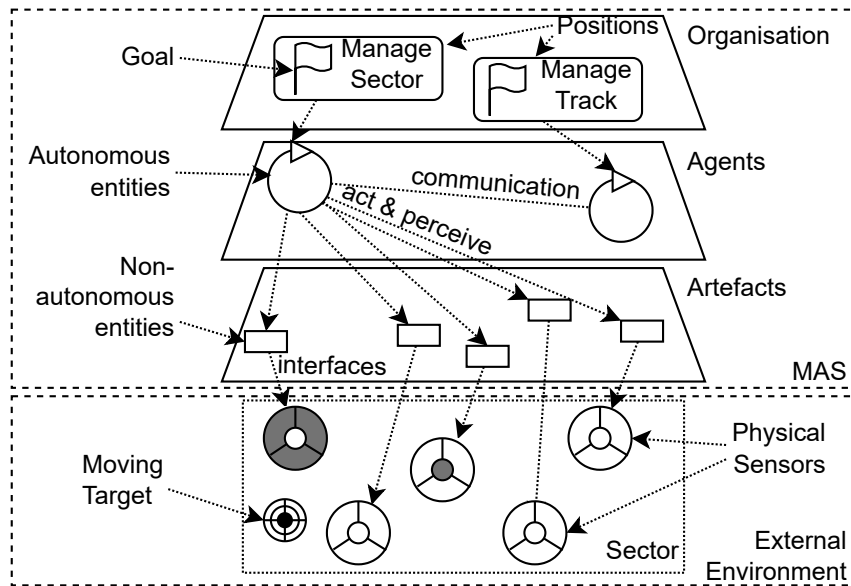 Positions
Organisation
Goal
Manage
Sector
Manage
Track
Autonomous
entities
Agents
communication
act & perceive
Non-
autonomous
entities
Artefacts
interfaces
MAS
Moving
Target
Physical
Sensors
Sector
External
Environment